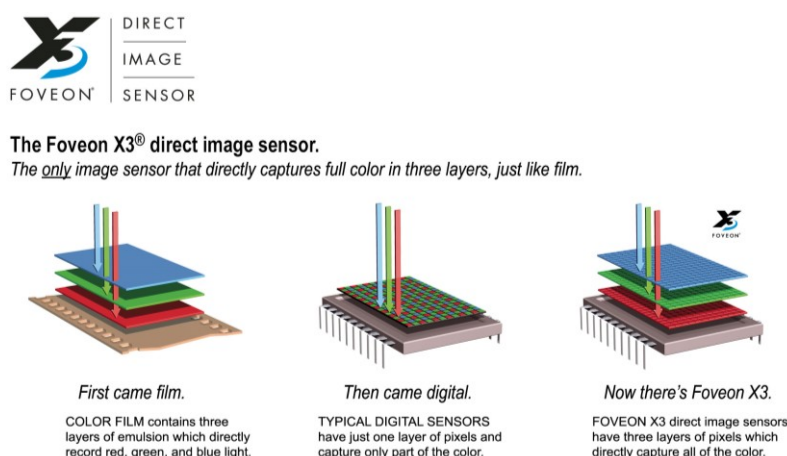 X3
FOVEON®
DIRECT
IMAGE
SENSOR
The Foveon X3® direct image sensor.
The only image sensor that directly captures full color in three layers, just like film.
X3
FOVEON®
First came film.
COLOR FILM contains three
layers of emulsion which directly
record red, green, and blue light.
Then came digital.
TYPICAL DIGITAL SENSORS
have just one layer of pixels and
capture only part of the color.
Now there's Foveon X3.
FOVEON X3 direct image sensors
have three layers of pixels which
directly capture all of the color.